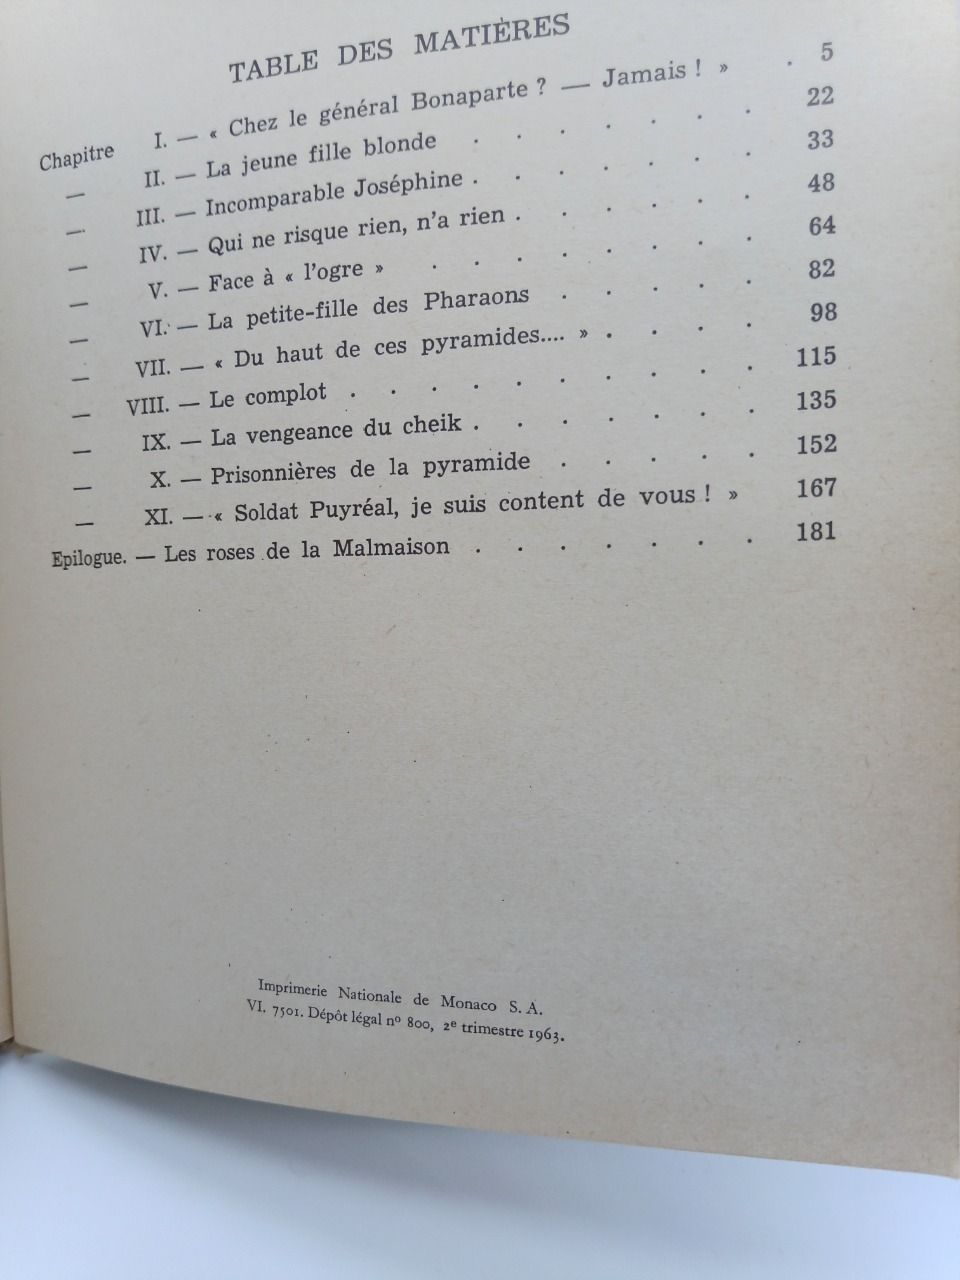 TABLE DES MATIÈRES
Chapitre I. — « Chez le général Bonaparte ? — Jamais ! » . 5
— II. — La jeune fille blonde . . . . . . . 22
— III. — Incomparable Joséphine . . . . . . . 33
— IV. — Qui ne risque rien, n'a rien . . . . . . 48
— V. — Face à « l'ogre » . . . . . . . . 64
— VI. — La petite-fille des Pharaons . . . . . 82
— VII. — « Du haut de ces pyramides.... » . . . . 98
— VIII. — Le complot . . . . . . . . . . 115
— IX. — La vengeance du cheik . . . . . . . 135
— X. — Prisonnières de la pyramide . . . . . 152
— XI. — « Soldat Puyréal, je suis content de vous ! » 167
Epilogue. — Les roses de la Malmaison . . . . . . . 181
Imprimerie Nationale de Monaco S. A.
VI. 7501. Dépôt légal nº 800, 2e trimestre 1963.